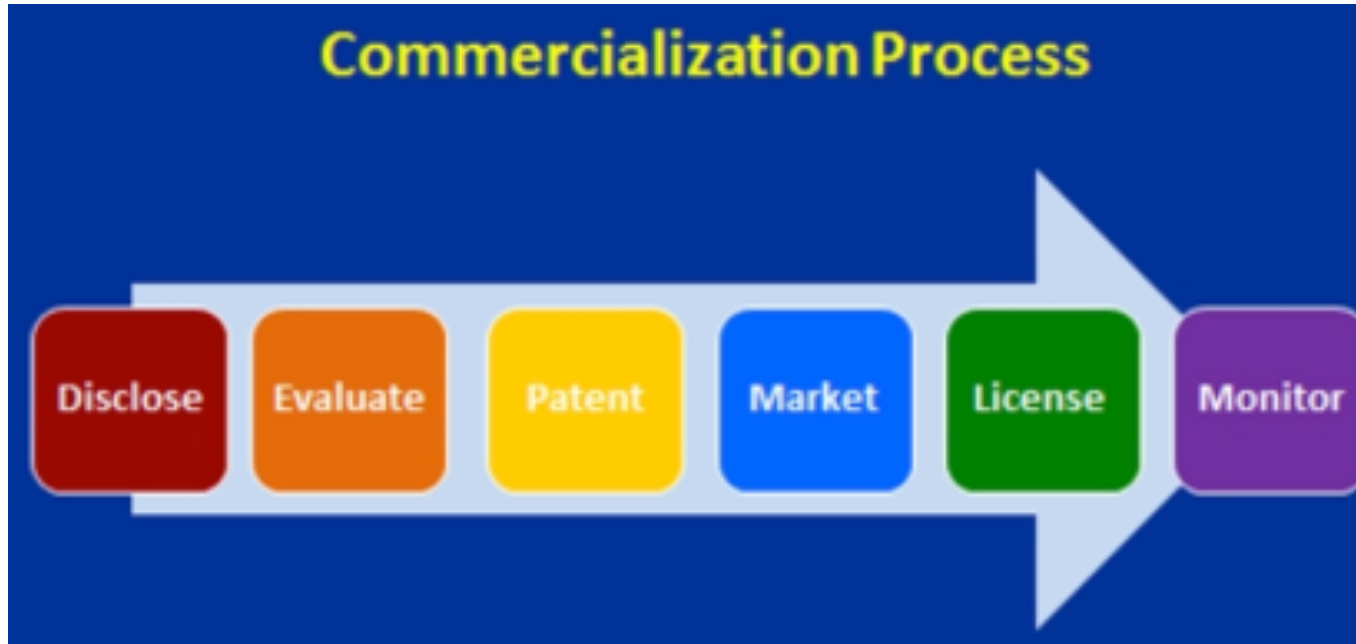 Commercialization Process
Disclose Evaluate Patent Market License Monitor